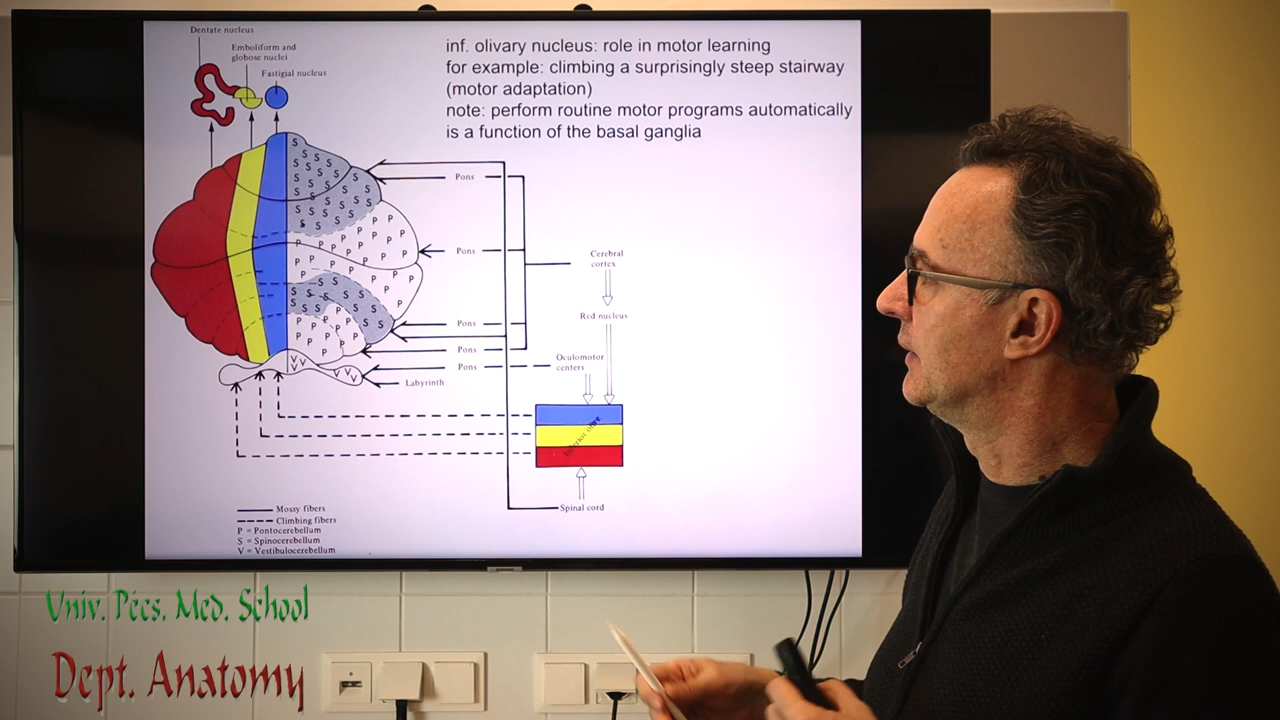 Dentate nucleus
Emboliform and
globose nuclei
Fastigial nucleus
inf. olivary nucleus: role in motor learning
for example: climbing a surprisingly steep stairway
(motor adaptation)
note: perform routine motor programs automatically
is a function of the basal ganglia
S S S S S S S S S S S S S S S S S S S S S S S S
P P P P P P P P P P P P P P P P P P
S S S S S S S S S S S S
P P P P P P P P P P
V V V V V
Pons
Pons
Pons
Pons
Pons
Labyrinth
Cerebral
cortex
Red nucleus
Oculomotor
centers
Inferior olive
Spinal cord
Mossy fibers
Climbing fibers
P = Pontocerebellum
S = Spinocerebellum
V = Vestibulocerebellum
Univ. Pécs. Med. School
Dept. Anatomy